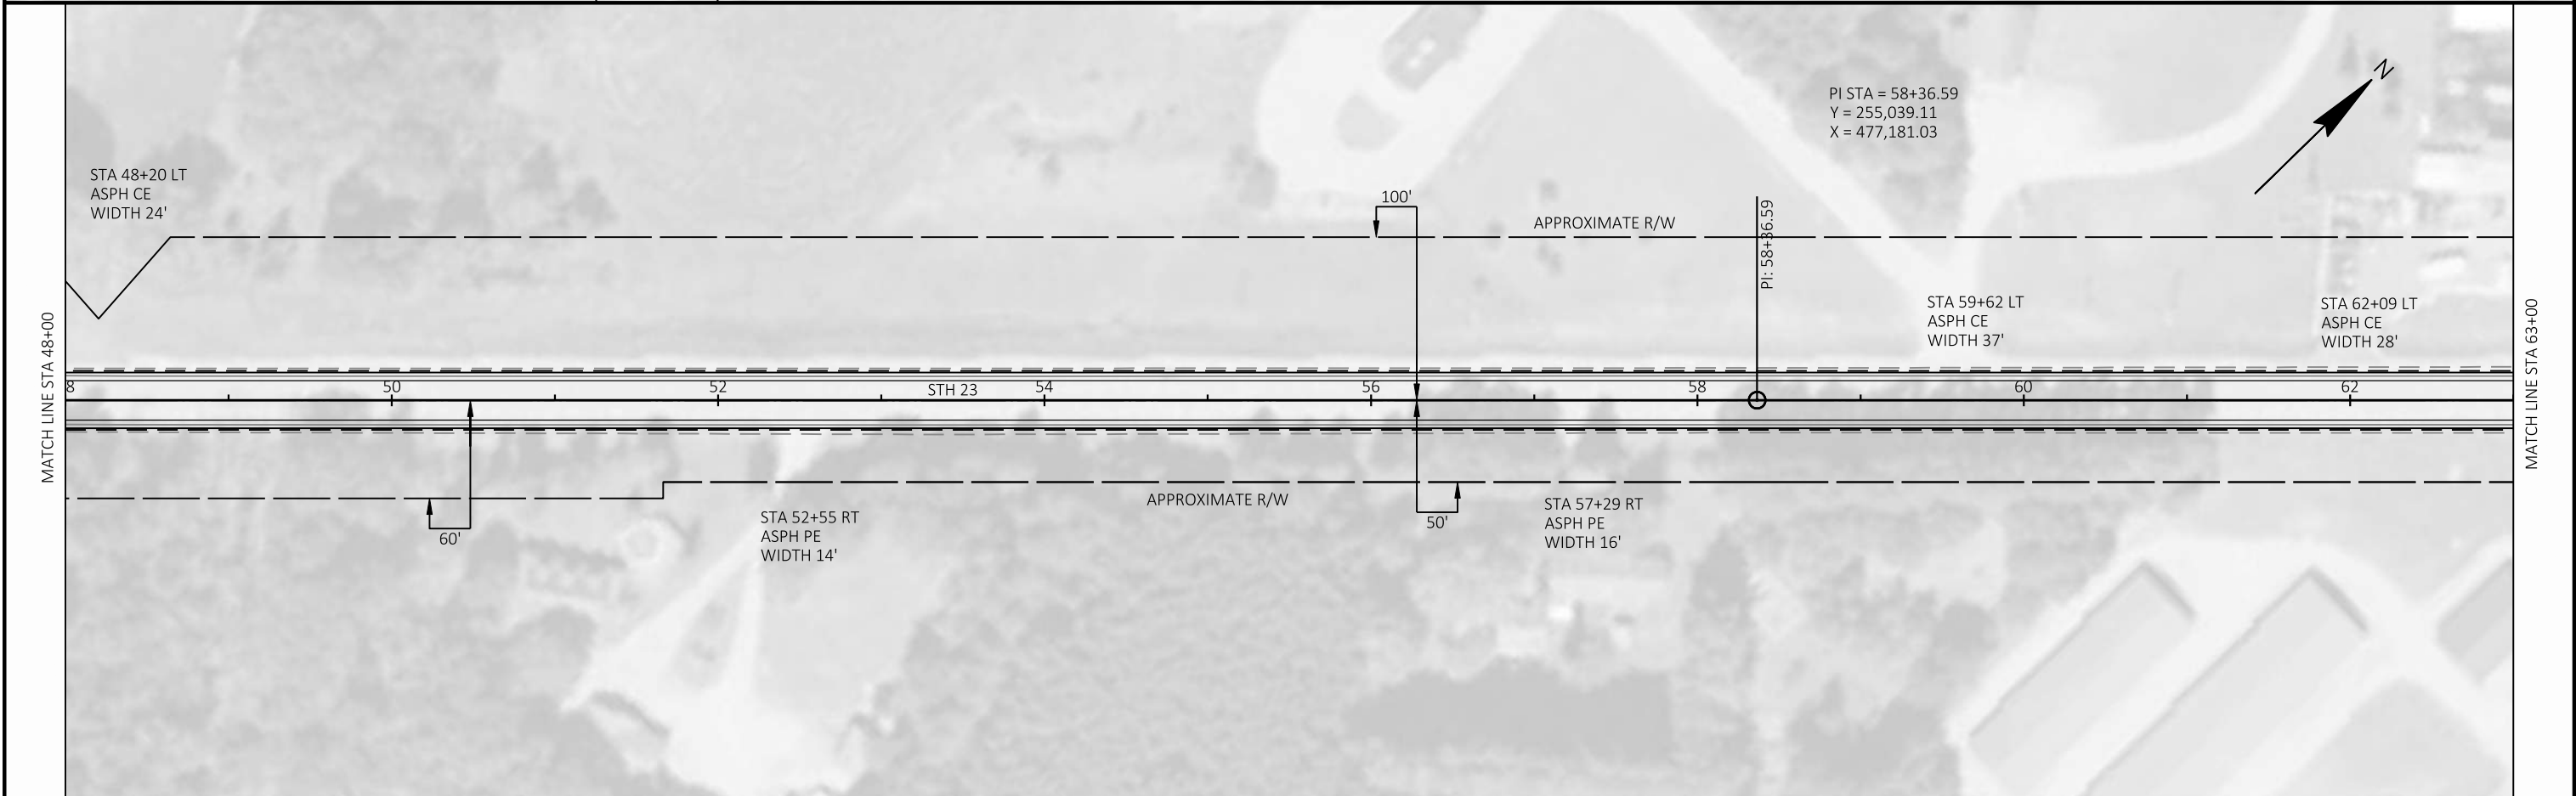 STA 48+20 LT
ASPH CE
WIDTH 24'
PI STA = 58+36.59
Y = 255,039.11
X = 477,181.03
N
100'
APPROXIMATE R/W
PI: 58+36.59
STA 59+62 LT
ASPH CE
WIDTH 37'
STA 62+09 LT
ASPH CE
WIDTH 28'
MATCH LINE STA 48+00
MATCH LINE STA 63+00
8 50 52 STH 23 54 56 58 60 62
60'
STA 52+55 RT
ASPH PE
WIDTH 14'
APPROXIMATE R/W
50'
STA 57+29 RT
ASPH PE
WIDTH 16'